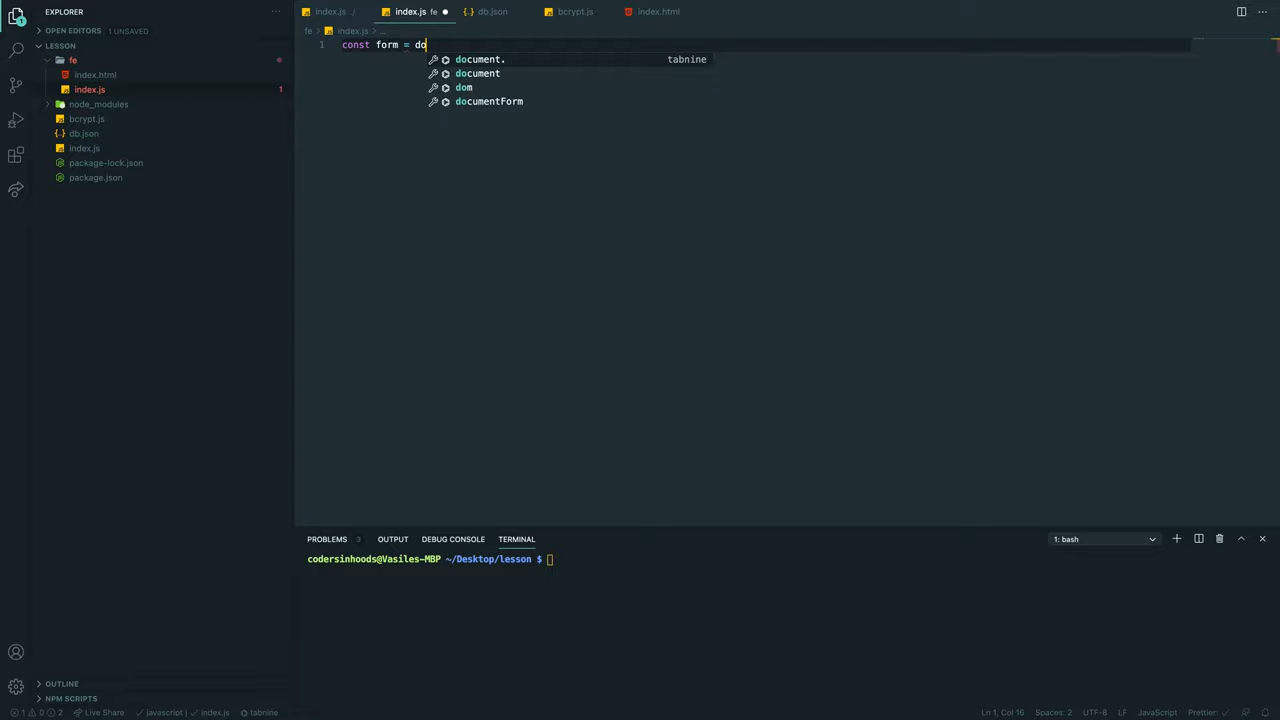 EXPLORER
OPEN EDITORS 1 UNSAVED
LESSON
fe
index.html
index.js 1
node_modules
bcrypt.js
db.json
index.js
package-lock.json
package.json
OUTLINE
NPM SCRIPTS
index.js /
index.js fe
db.json
bcrypt.js
index.html
fe > index.js > ...
1 const form = do
document. tabnine
document
dom
documentForm
PROBLEMS 3 OUTPUT DEBUG CONSOLE TERMINAL
1: bash
codersinhoods@Vasiles-MBP ~/Desktop/lesson $
1 0 2 Live Share javascript | index.js tabnine
Ln 1, Col 16 Spaces: 2 UTF-8 LF JavaScript Prettier: